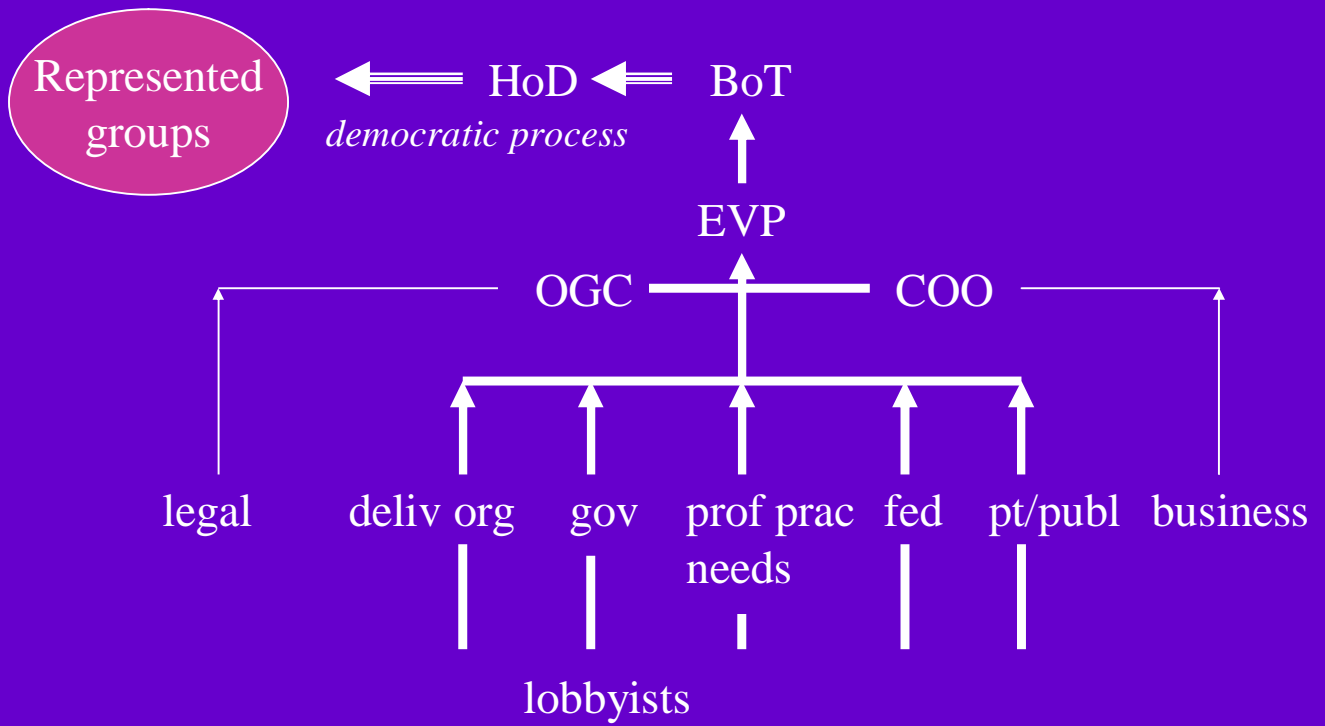 Represented
groups
HoD
BoT
democratic process
EVP
OGC
COO
legal
deliv org
gov
prof prac
needs
fed
pt/publ
business
lobbyists